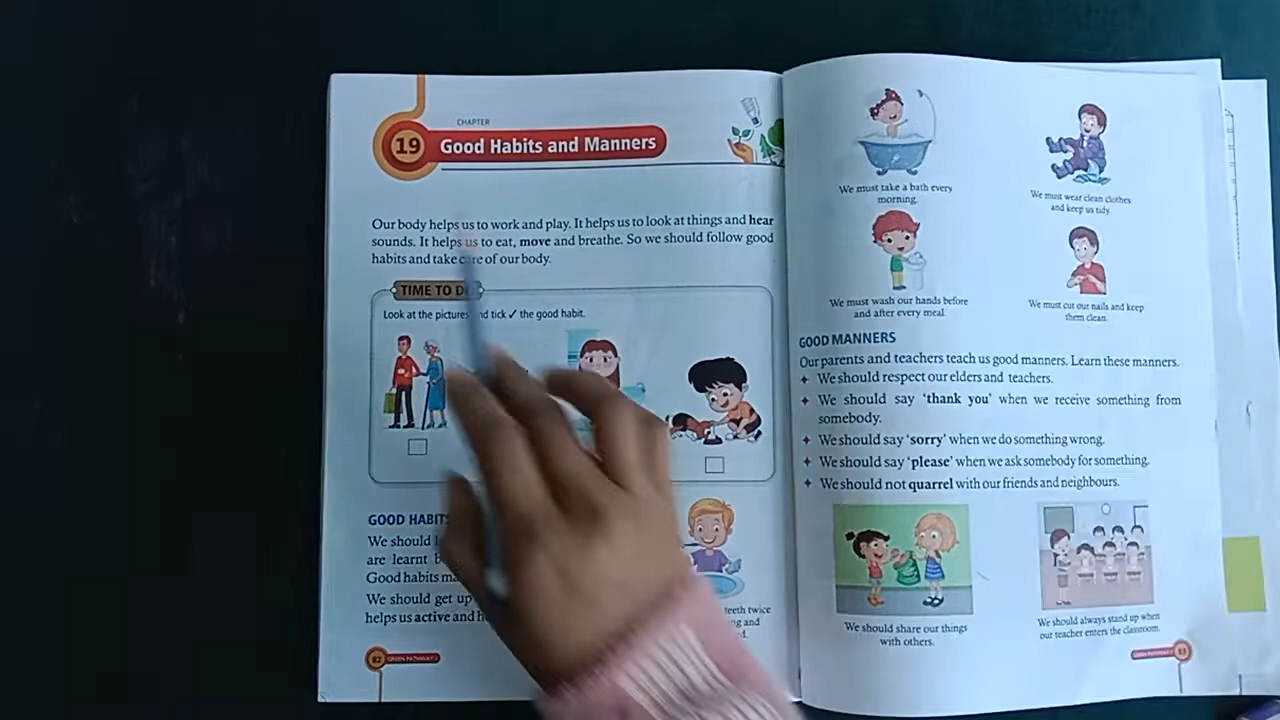 CHAPTER
19 Good Habits and Manners
Our body helps us to work and play. It helps us to look at things and hear
sounds. It helps us to eat, move and breathe. So we should follow good
habits and take care of our body.
TIME TO
Look at the pictures and tick ✓ the good habit.
GOOD
We should
are learnt
Good habits
We should get up
helps us active and
teeth twice
and
82 GREEN PATHWAY-
We must take a bath every
morning.
We must wear clean clothes
and keep us tidy.
We must wash our hands before
and after every meal.
We must cut our nails and keep
them clean.
GOOD MANNERS
Our parents and teachers teach us good manners. Learn these manners.
✦ We should respect our elders and teachers.
✦ We should say 'thank you' when we receive something from
somebody.
✦ We should say 'sorry' when we do something wrong.
✦ We should say 'please' when we ask somebody for something.
✦ We should not quarrel with our friends and neighbours.
We should share our things
with others.
We should always stand up when
our teacher enters the classroom.
GREEN PATHWAY- 83